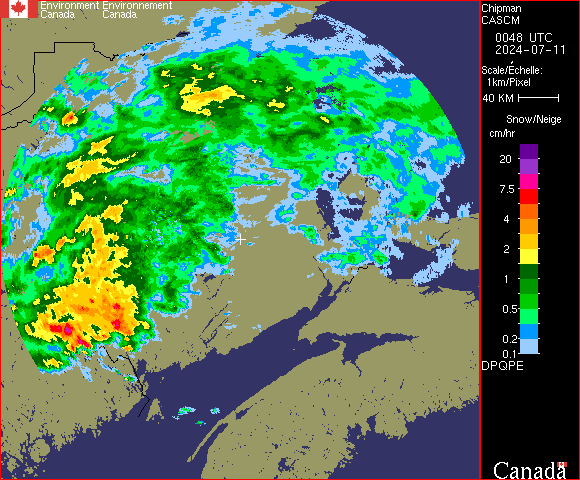 Environment Environnement
Canada Canada
Chipman
CASCM
0048 UTC
2024-07-11
Scale/Échelle:
1km/Pixel
40 KM
Snow/Neige
cm/hr
20
7.5
4
2
1
0.5
0.2
0.1
DPQPE
Canada